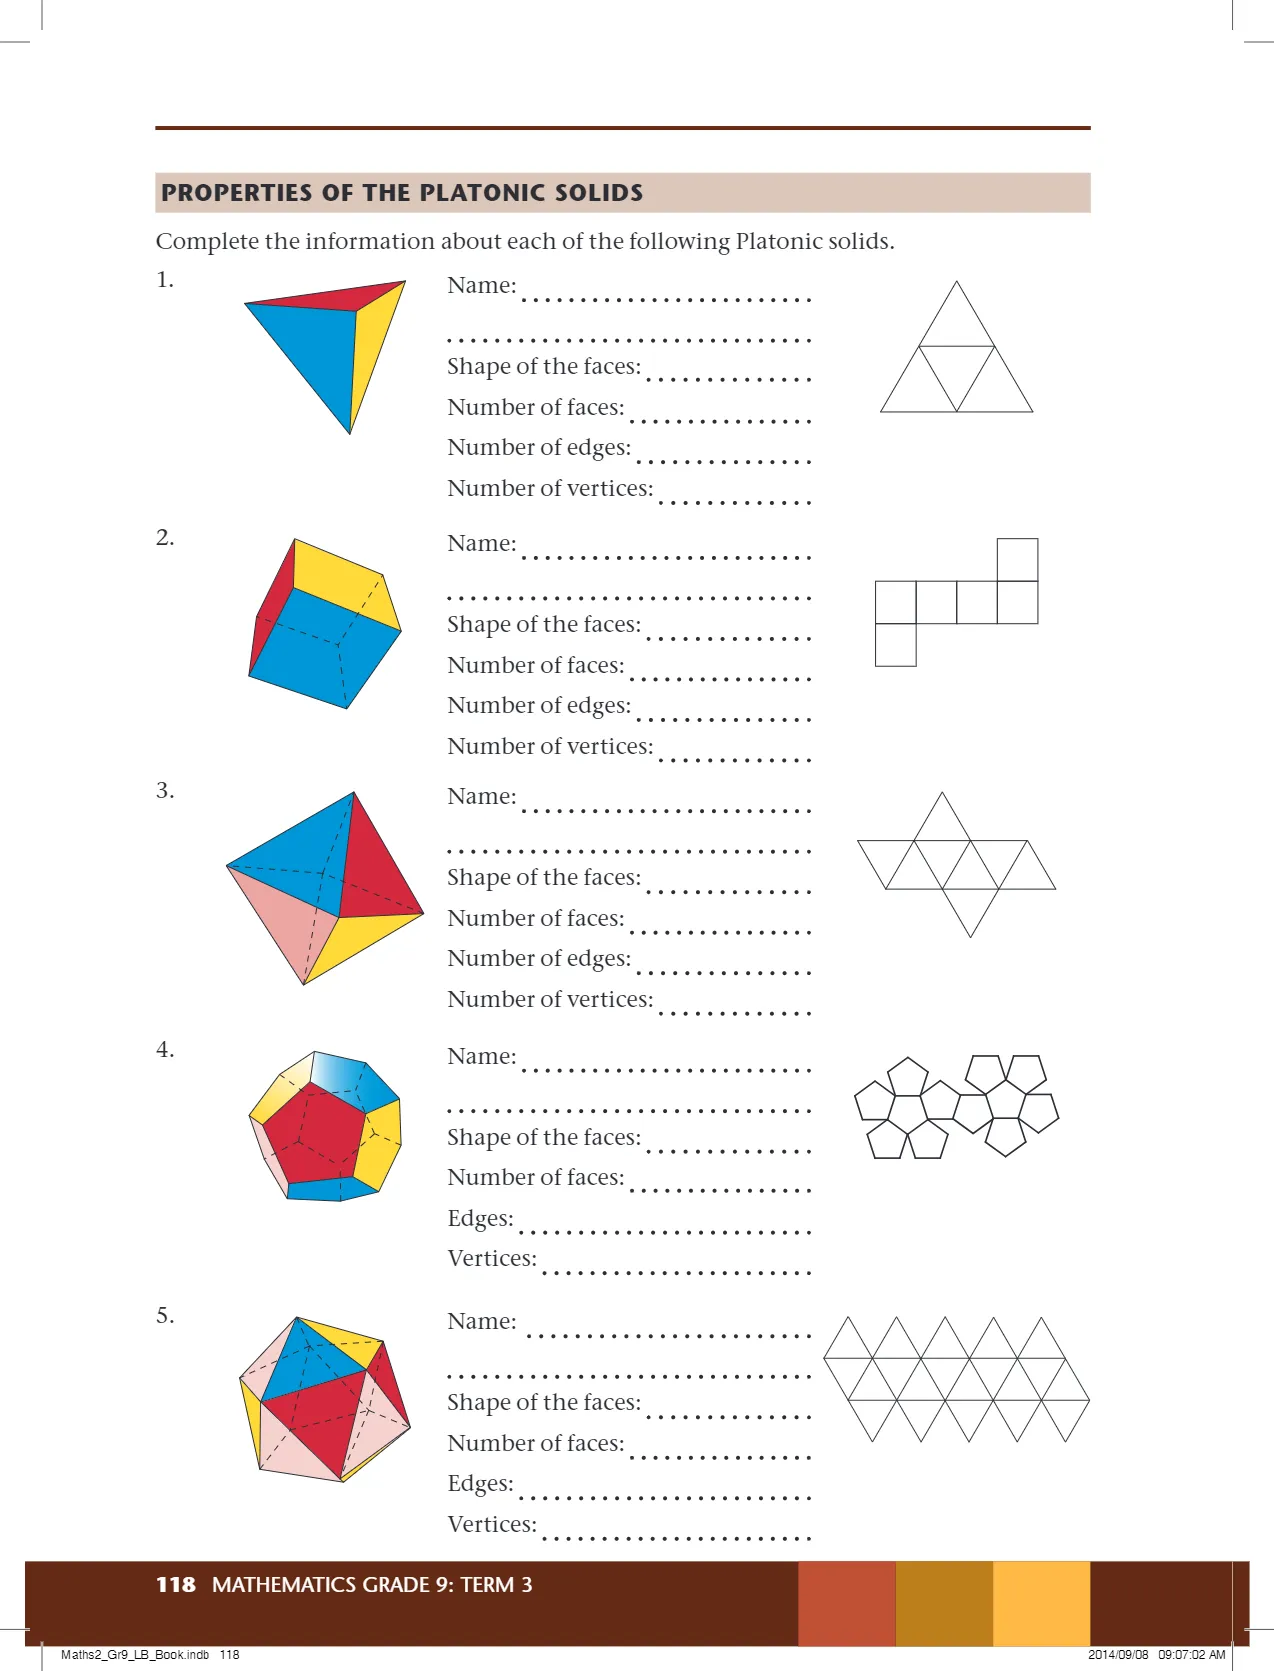 PROPERTIES OF THE PLATONIC SOLIDS
Complete the information about each of the following Platonic solids.
1.
Name:
Shape of the faces:
Number of faces:
Number of edges:
Number of vertices:
2.
Name:
Shape of the faces:
Number of faces:
Number of edges:
Number of vertices:
3.
Name:
Shape of the faces:
Number of faces:
Number of edges:
Number of vertices:
4.
Name:
Shape of the faces:
Number of faces:
Edges:
Vertices:
5.
Name:
Shape of the faces:
Number of faces:
Edges:
Vertices:
118 MATHEMATICS GRADE 9: TERM 3
Maths2_Gr9_LB_Book.indb 118
2014/09/08 09:07:02 AM